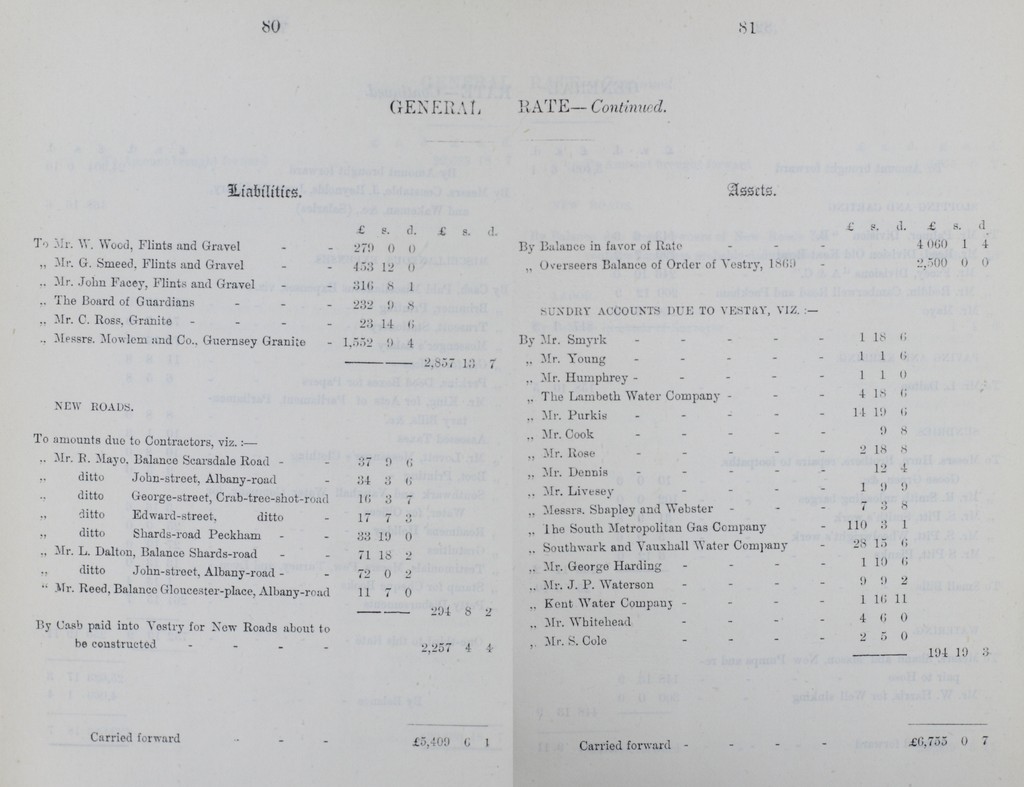 80
GENERAL
Liabilities.
£ s. d. £ s. d.
To Mr. W. Wood, Flints and Gravel - - 279 0 0
„ Mr. G. Smeed, Flints and Gravel - - 453 12 0
„ Mr. John Facey, Flints and Gravel - - 316 8 1
„ The Board of Guardians - - - 232 9 8
„ Mr. C. Ross, Granite - - - - 23 14 6
„ Messrs. Mowlem and Co., Guernsey Granite - 1,552 9 4
2,857 13 7
NEW ROADS.
To amounts due to Contractors, viz. :—
„ Mr. R. Mayo, Balance Scarsdale Road - - 37 9 6
„ ditto John-street, Albany-road - 34 3 6
„ ditto George-street, Crab-tree-shot-road 16 3 7
„ ditto Edward-street, ditto - 17 7 3
„ ditto Shards-road Peckham - - 33 19 0
„ Mr. L. Dalton, Balance Shards-road - - 71 18 2
„ ditto John-street, Albany-road - - 72 0 2
" Mr. Reed, Balance Gloucester-place, Albany-road 11 7 0
294 8 2
By Cash paid into Vestry for New Roads about to
be constructed - - - - 2,257 4 4
Carried forward - - - £5,409 6 1
81
RATE—Continued.
Assets.
£ s. d. £ s. d
By Balance in favor of Rate - - - - 4 060 1 4
„ Overseers Balance of Order of Vestry, 1869 2,500 0 0
SUNDRY ACCOUNTS DUE TO VESTRY, VIZ. :—
By Mr. Smyrk - - - - - 1 18 6
„ Mr. Young - - - - - 1 1 6
„ Mr. Humphrey - - - - - 1 1 0
„ The Lambeth Water Company - - - 4 18 6
„ Mr. Purkis - - - - - 14 19 6
„ Mr. Cook - - - - - 9 8
„ Mr. Rose - - - - - 2 18 8
„ Mr. Dennis - - - - - 12 4
„ Mr. Livesey - - - - - 1 9 9
„ Messrs. Shapley and Webster - - - 7 3 8
„ The South Metropolitan Gas Company - 110 3 1
„ Southwark and Vauxhall Water Company - 28 15 6
„ Mr. George Harding - - - - 1 10 6
„ Mr. J. P. Waterson - - - - 9 9 2
„ Kent Water Company - - - - 1 16 11
„ Mr. Whitehead - - - - 4 6 0
„ Mr. S. Cole - - - - 2 5 0
194 19 3
Carried forward - - - - £6,755 0 7